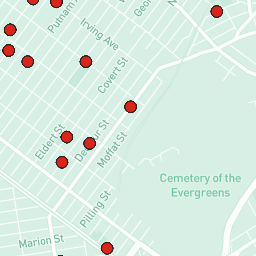 Putnam
Irving Ave
Geor
Covert St
Eldert St
Decatur St
Moffat St
Cemetery of the
Evergreens
Pilling St
Marion St